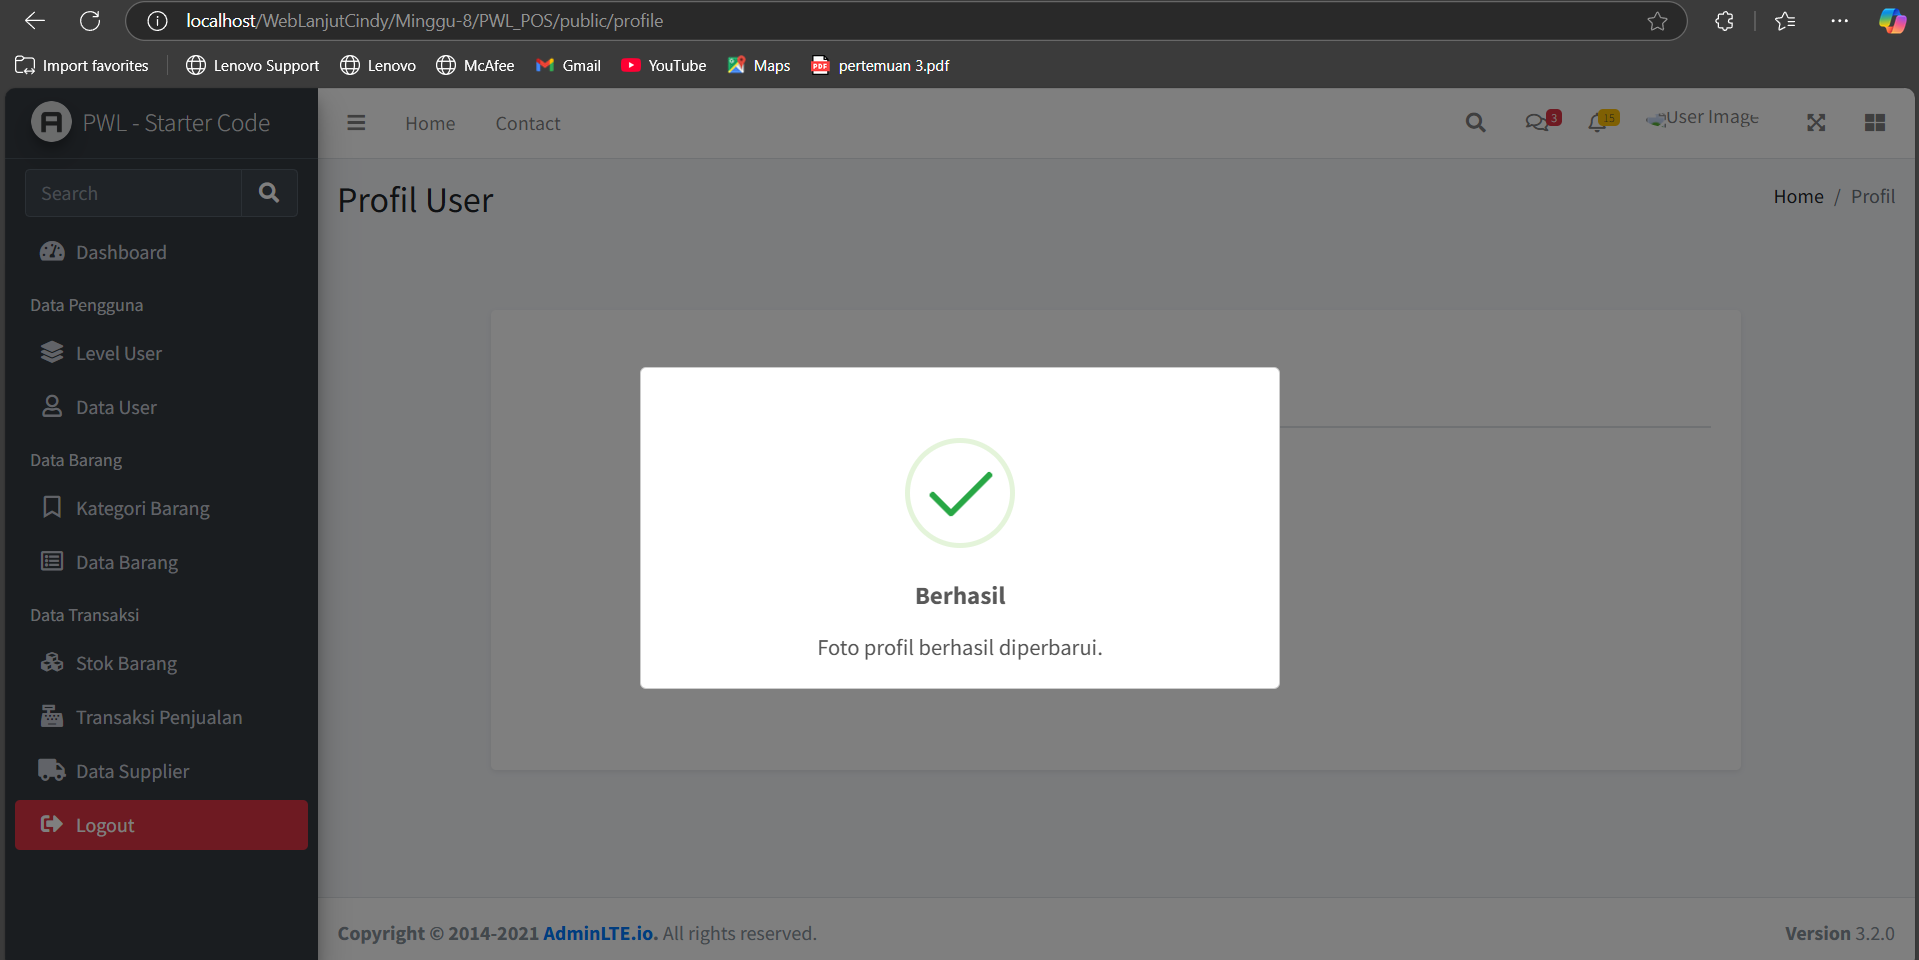 localhost/WebLanjutCindy/Minggu-8/PWL_POS/public/profile
Import favorites
Lenovo Support
Lenovo
McAfee
Gmail
YouTube
Maps
PDF
pertemuan 3.pdf
PWL - Starter Code
Home
Contact
3
15
User Image
Search
Profil User
Home / Profil
Dashboard
Data Pengguna
Level User
Data User
Data Barang
Kategori Barang
Data Barang
Data Transaksi
Stok Barang
Transaksi Penjualan
Data Supplier
Logout
Berhasil
Foto profil berhasil diperbarui.
Copyright © 2014-2021 AdminLTE.io. All rights reserved.
Version 3.2.0